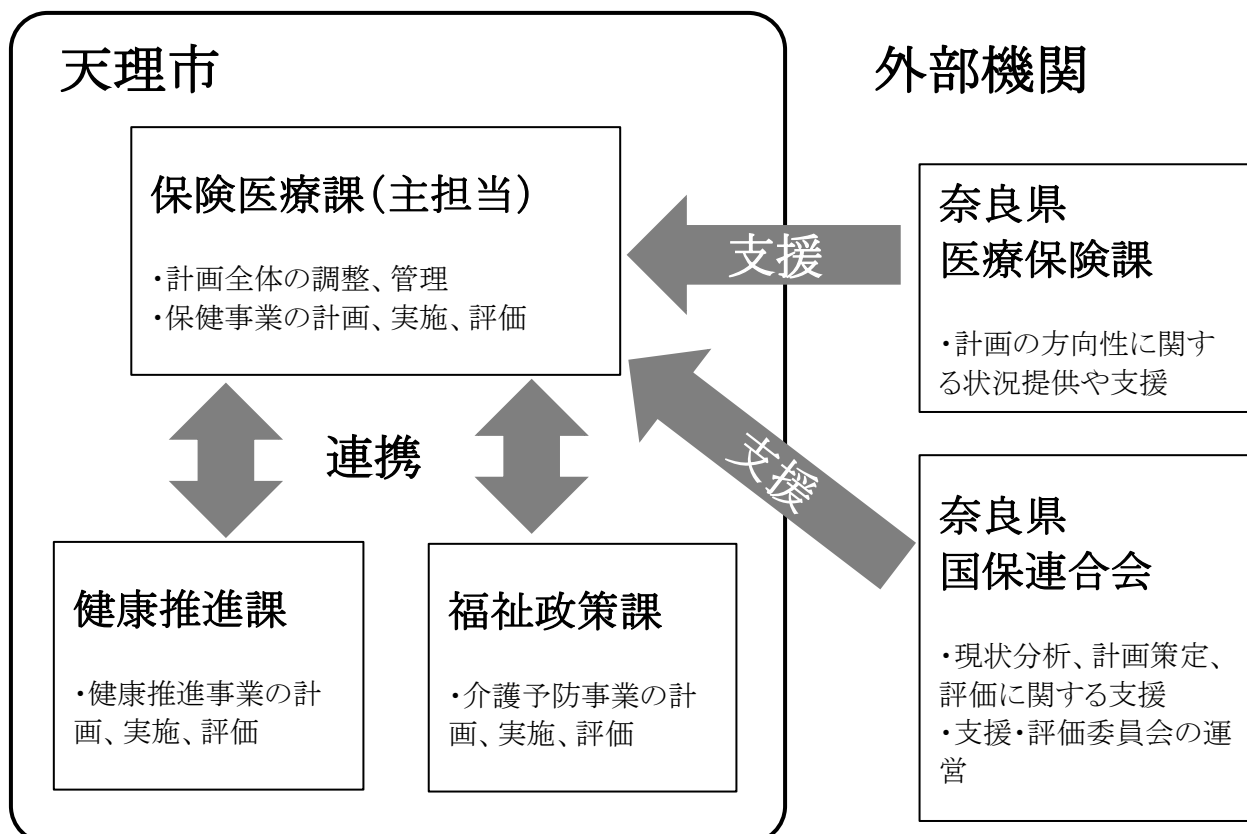 天理市
保険医療課（主担当）
・計画全体の調整、管理
・保健事業の計画、実施、評価
連携
健康推進課
・健康推進事業の計
画、実施、評価
福祉政策課
・介護予防事業の計
画、実施、評価
外部機関
支援
奈良県
医療保険課
・計画の方向性に関す
る状況提供や支援
支援
奈良県
国保連合会
・現状分析、計画策定、
評価に関する支援
・支援・評価委員会の運
営